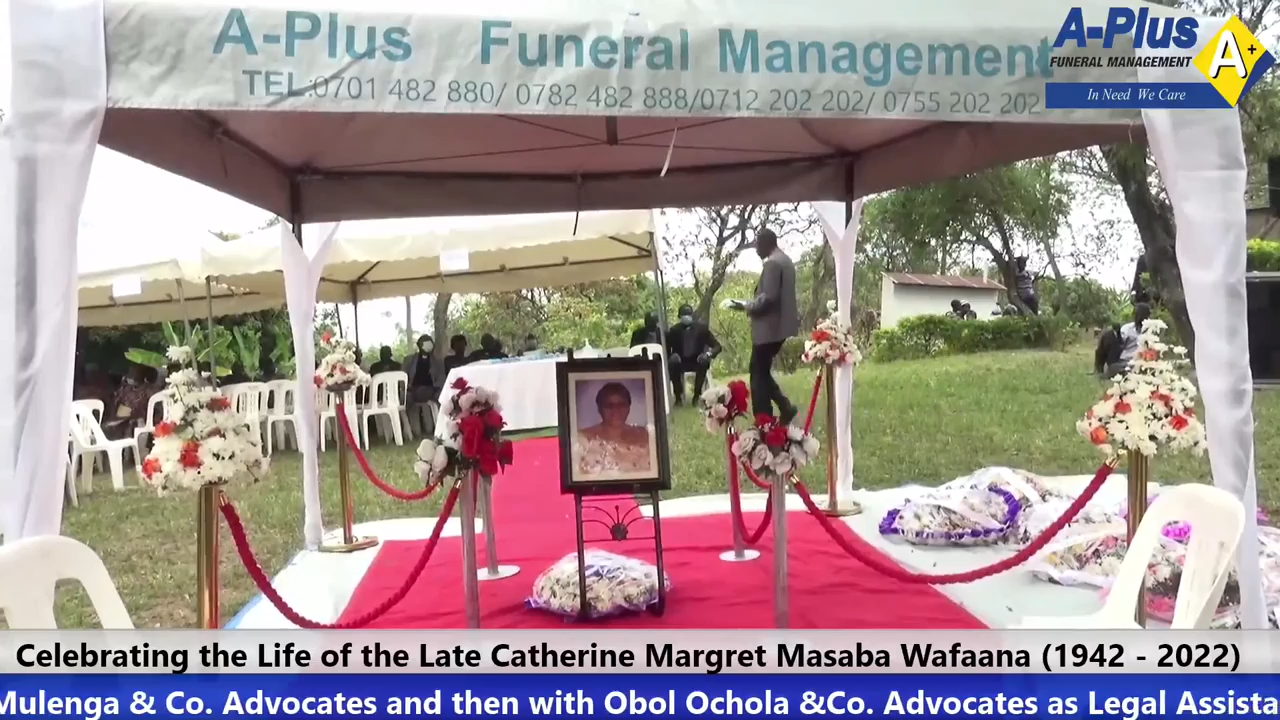 A-Plus Funeral Management
TEL:0701 482 880/ 0782 482 888/0712 202 202/ 0755 202 202
A-Plus
FUNERAL MANAGEMENT
In Need We Care
A+
Celebrating the Life of the Late Catherine Margret Masaba Wafaana (1942 - 2022)
Mulenga & Co. Advocates and then with Obol Ochola &Co. Advocates as Legal Assista